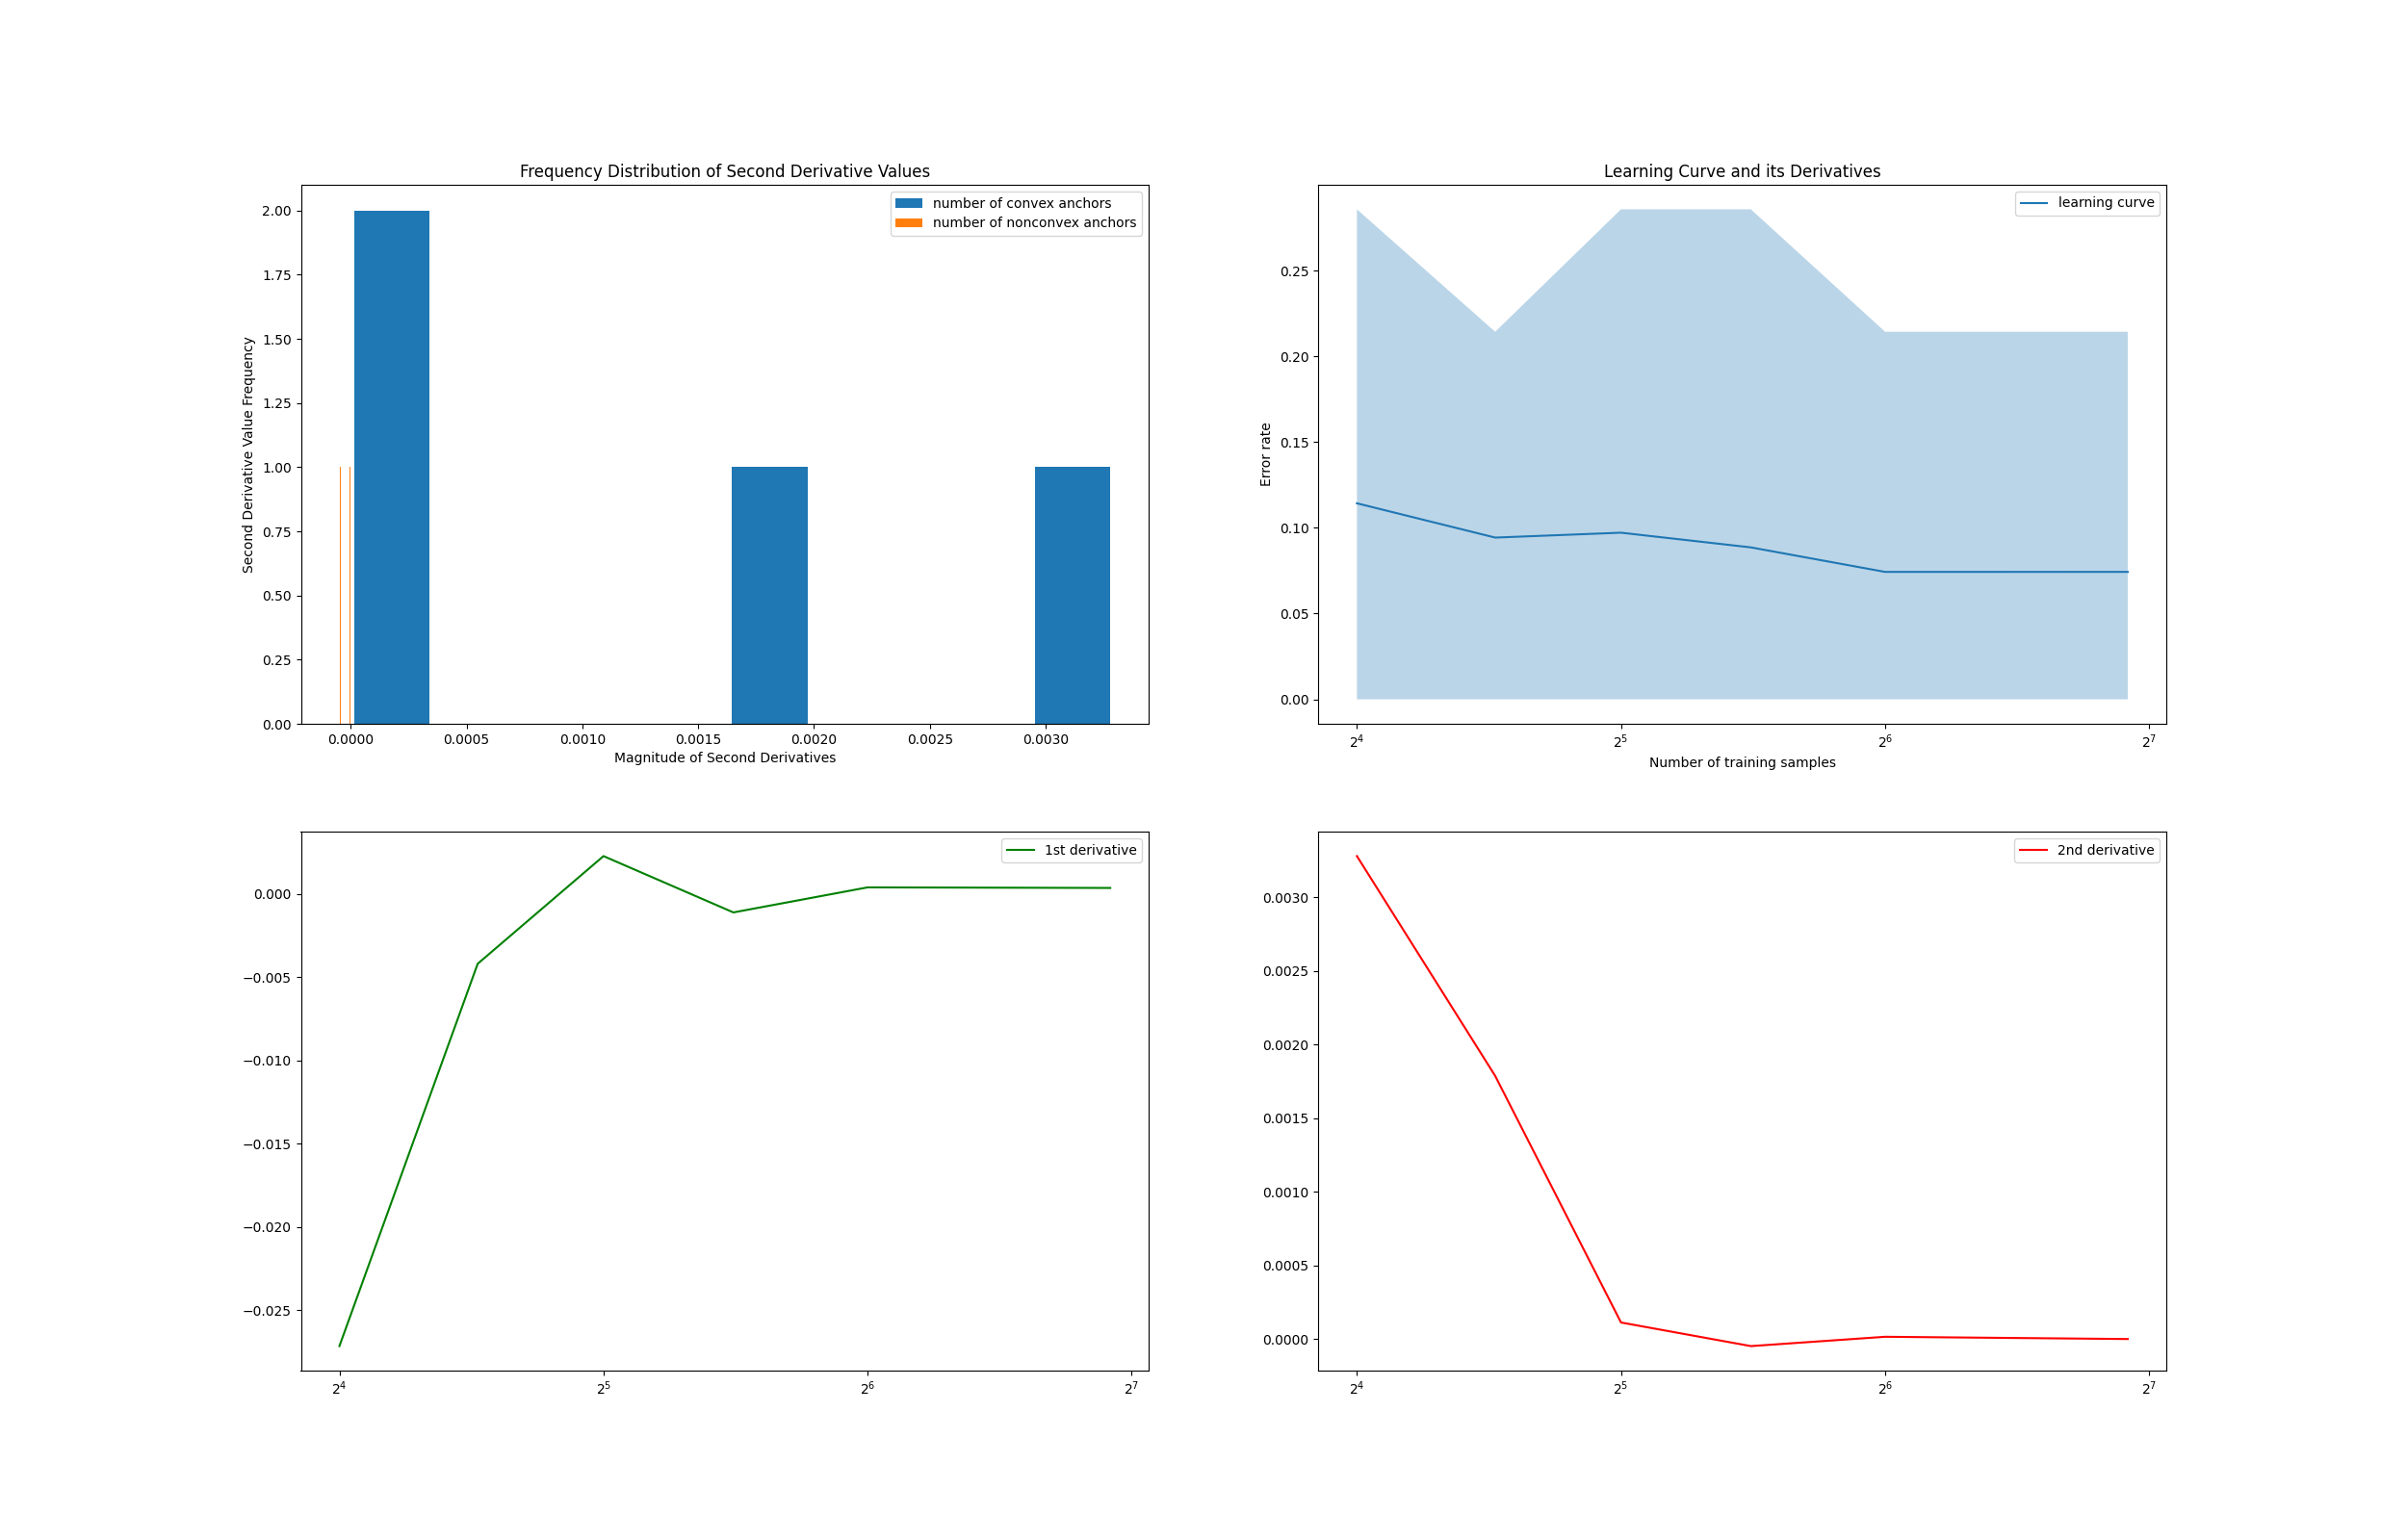 Frequency Distribution of Second Derivative Values
number of convex anchors
number of nonconvex anchors
Second Derivative Value Frequency
2.00
1.75
1.50
1.25
1.00
0.75
0.50
0.25
0.00
0.0000 0.0005 0.0010 0.0015 0.0020 0.0025 0.0030
Magnitude of Second Derivatives
Learning Curve and its Derivatives
learning curve
Error rate
0.25
0.20
0.15
0.10
0.05
0.00
2⁴ 2⁵ 2⁶ 2⁷
Number of training samples
1st derivative
0.000
−0.005
−0.010
−0.015
−0.020
−0.025
2⁴ 2⁵ 2⁶ 2⁷
2nd derivative
0.0030
0.0025
0.0020
0.0015
0.0010
0.0005
0.0000
2⁴ 2⁵ 2⁶ 2⁷